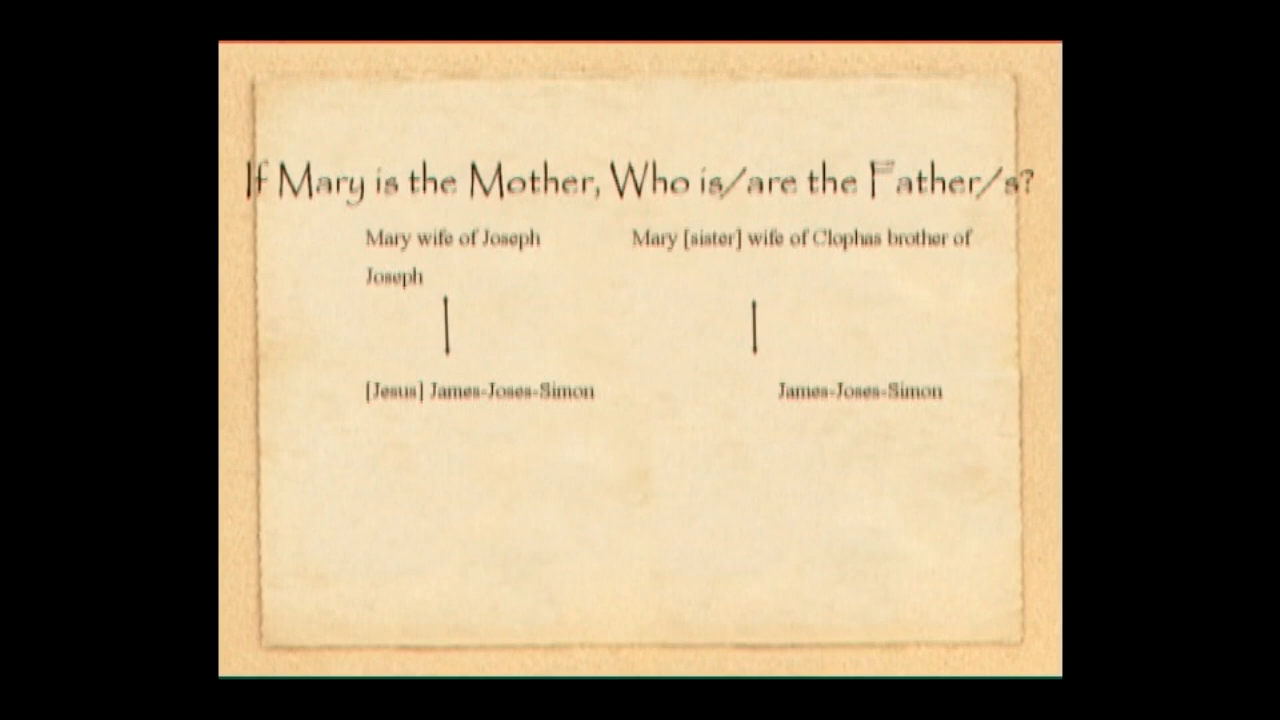 If Mary is the Mother, Who is/are the Father/s?
Mary wife of Joseph Mary [sister] wife of Clophas brother of
Joseph
[Jesus] James-Joses-Simon James-Joses-Simon